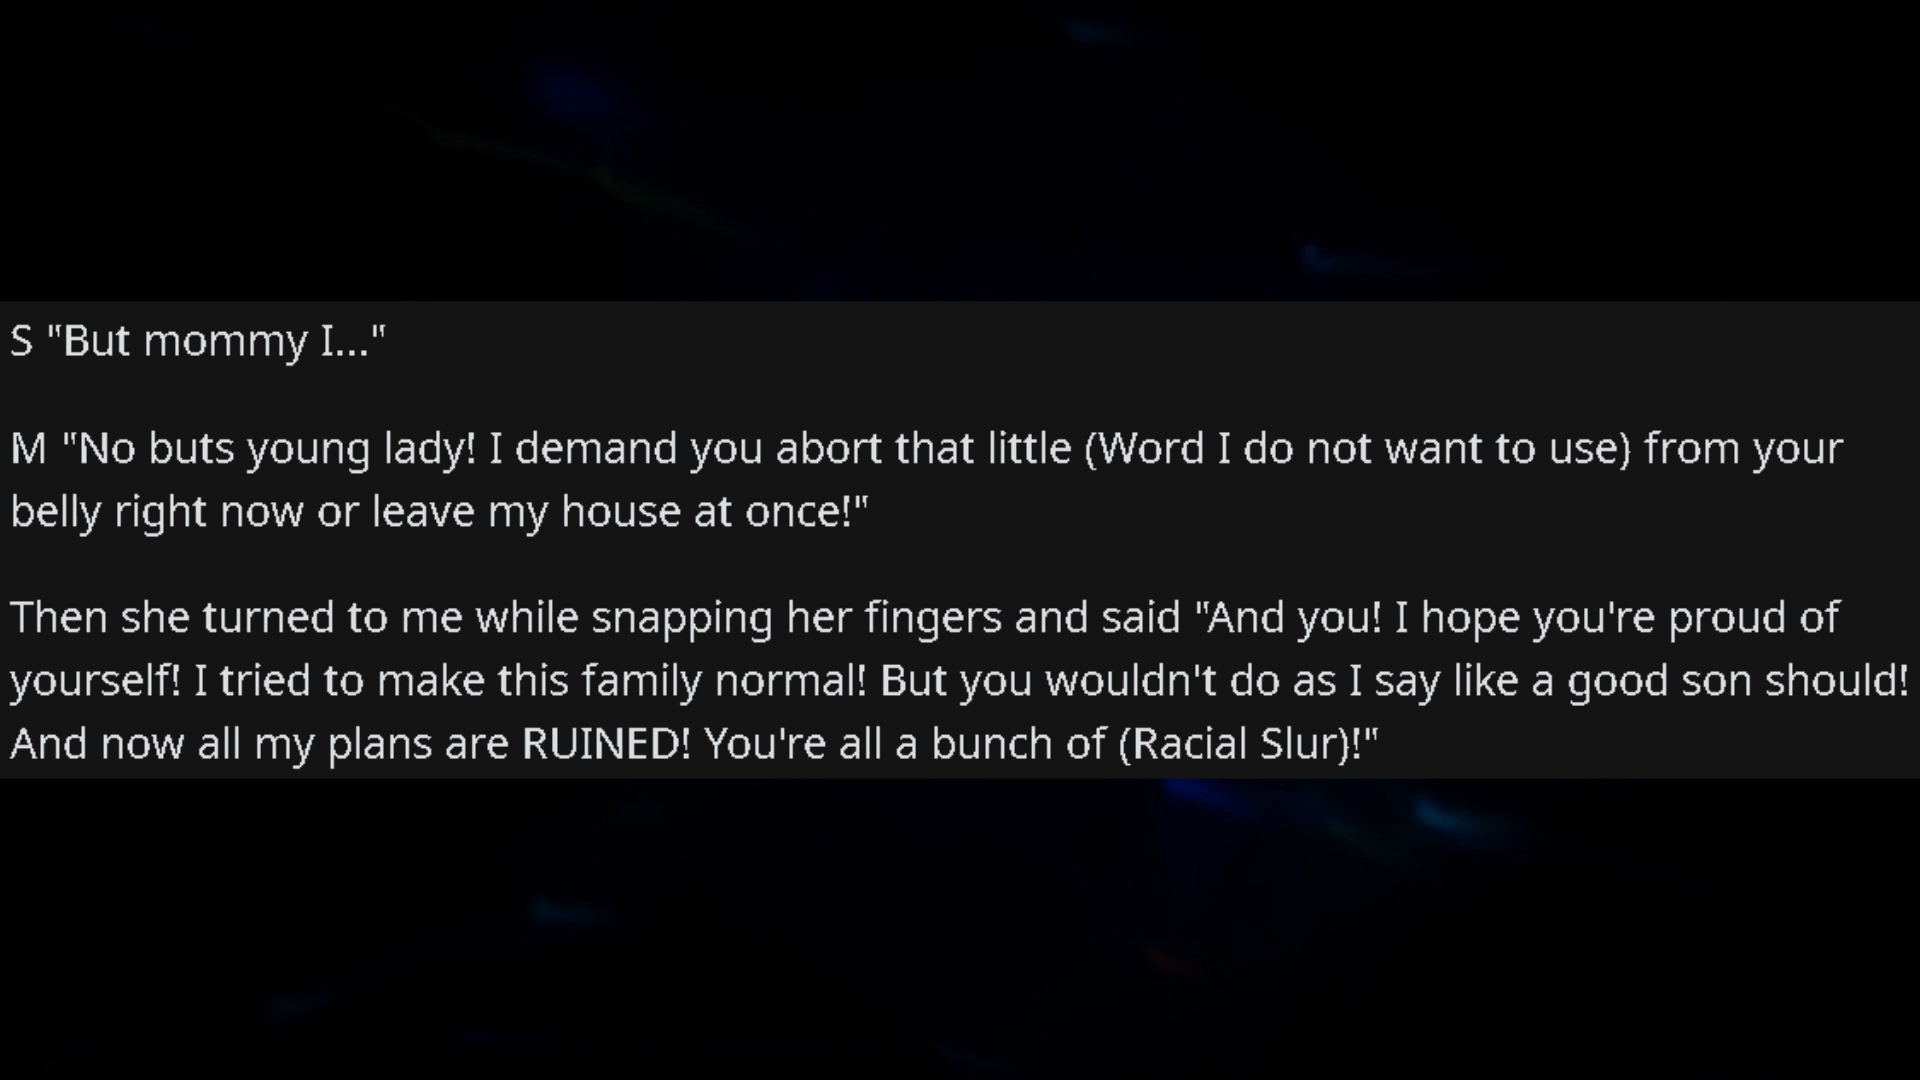 S "But mommy I..."
M "No buts young lady! I demand you abort that little (Word I do not want to use) from your
belly right now or leave my house at once!"
Then she turned to me while snapping her fingers and said "And you! I hope you're proud of
yourself! I tried to make this family normal! But you wouldn't do as I say like a good son should!
And now all my plans are RUINED! You're all a bunch of (Racial Slur)!"